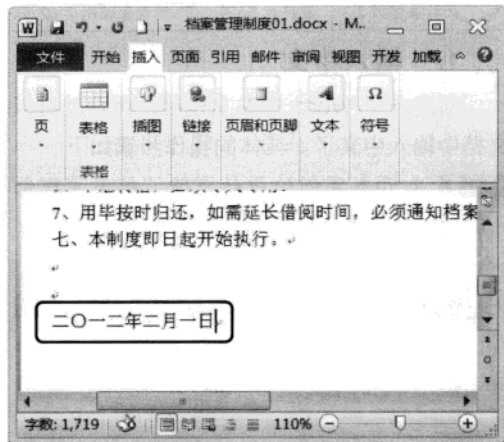 档案管理制度01.docx - M..
文件 开始 插入 页面 引用 邮件 审阅 视图 开发 加载
页 表格 插图 链接 页眉和页脚 文本 符号
表格
7、用毕按时归还，如需延长借阅时间，必须通知档案
七、本制度即日起开始执行。
二〇一二年二月一日
字数: 1,719 110%